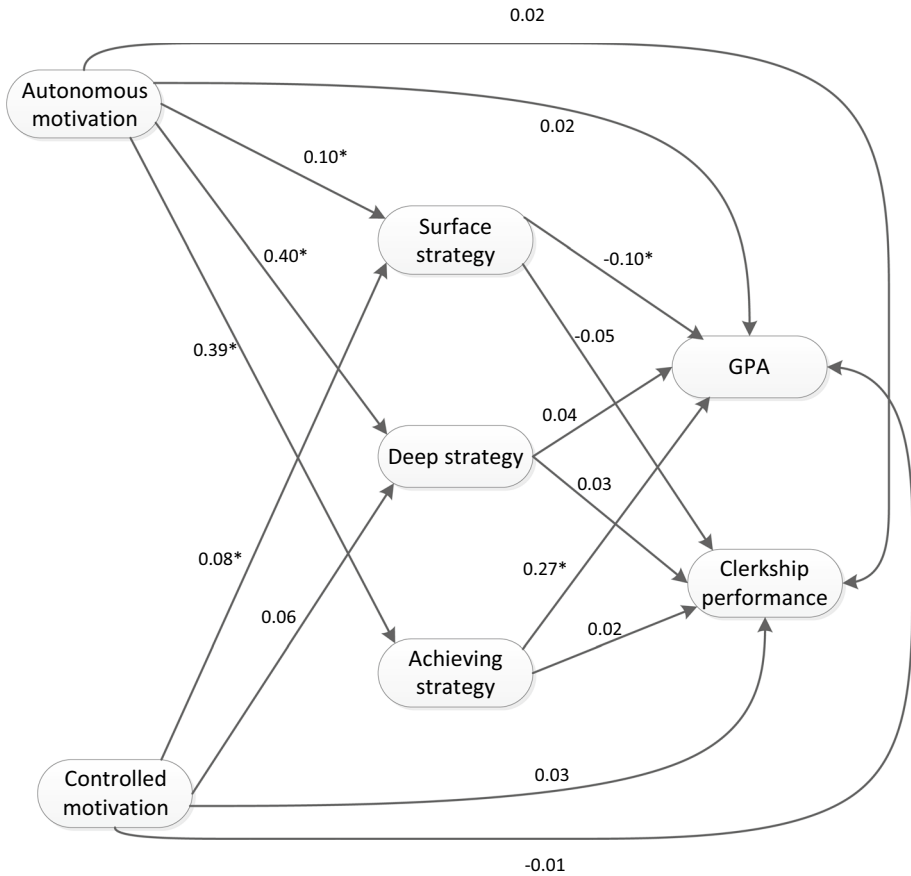 0.02
Autonomous
motivation
0.02
0.10*
Surface
strategy
0.40*
-0.10*
0.39*
-0.05
GPA
0.04
Deep strategy
0.03
0.08*
0.27*
Clerkship
performance
0.06
0.02
Achieving
strategy
Controlled
motivation
0.03
-0.01